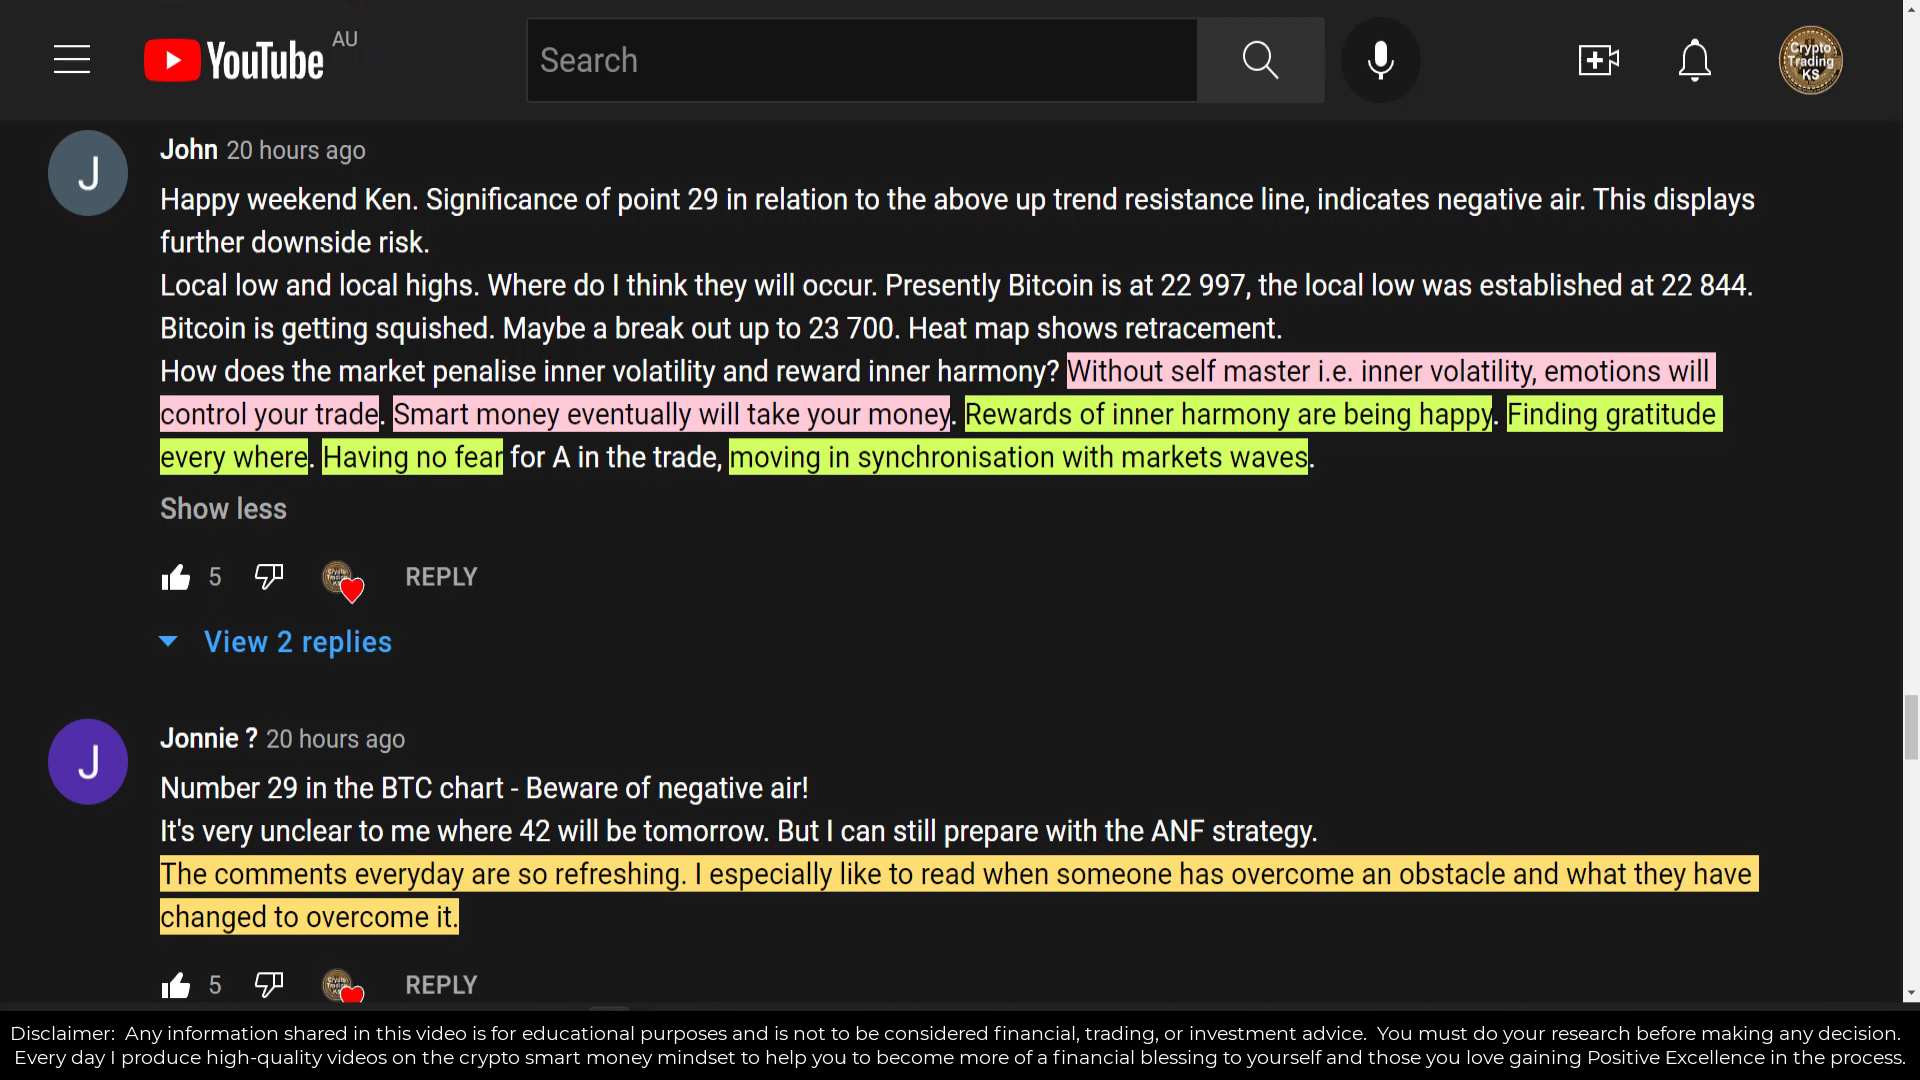 YouTube AU
Search
Crypto
Trading
KS
J
John 20 hours ago
Happy weekend Ken. Significance of point 29 in relation to the above up trend resistance line, indicates negative air. This displays
further downside risk.
Local low and local highs. Where do I think they will occur. Presently Bitcoin is at 22 997, the local low was established at 22 844.
Bitcoin is getting squished. Maybe a break out up to 23 700. Heat map shows retracement.
How does the market penalise inner volatility and reward inner harmony? Without self master i.e. inner volatility, emotions will
control your trade. Smart money eventually will take your money. Rewards of inner harmony are being happy. Finding gratitude
every where. Having no fear for A in the trade, moving in synchronisation with markets waves.
Show less
5 REPLY
View 2 replies
J
Jonnie ? 20 hours ago
Number 29 in the BTC chart - Beware of negative air!
It's very unclear to me where 42 will be tomorrow. But I can still prepare with the ANF strategy.
The comments everyday are so refreshing. I especially like to read when someone has overcome an obstacle and what they have
changed to overcome it.
5 REPLY
Disclaimer: Any information shared in this video is for educational purposes and is not to be considered financial, trading, or investment advice. You must do your research before making any decision.
Every day I produce high-quality videos on the crypto smart money mindset to help you to become more of a financial blessing to yourself and those you love gaining Positive Excellence in the process.